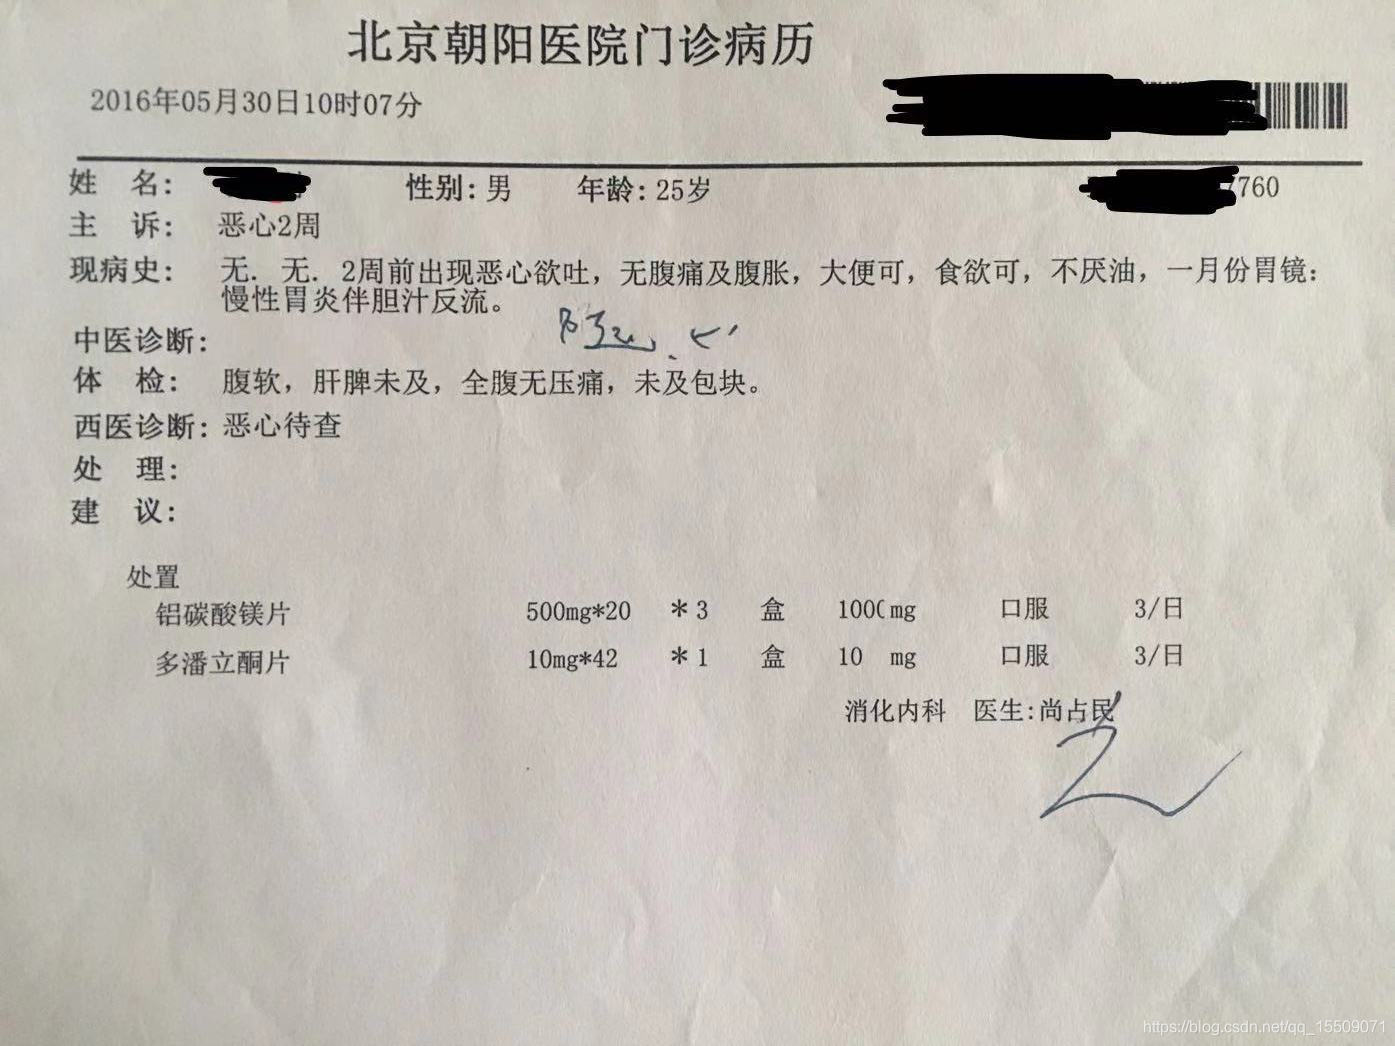 北京朝阳医院门诊病历
2016年05月30日10时07分
姓 名: 性别: 男 年龄: 25岁 7760
主 诉: 恶心2周
现病史: 无. 无. 2周前出现恶心欲吐，无腹痛及腹胀，大便可，食欲可，不厌油，一月份胃镜:
慢性胃炎伴胆汁反流。
中医诊断:
体 检: 腹软，肝脾未及，全腹无压痛，未及包块。
西医诊断: 恶心待查
处 理:
建 议:
处置
铝碳酸镁片 500mg*20 *3 盒 1000mg 口服 3/日
多潘立酮片 10mg*42 *1 盒 10 mg 口服 3/日
消化内科 医生:尚占民
https://blog.csdn.net/qq_15509071